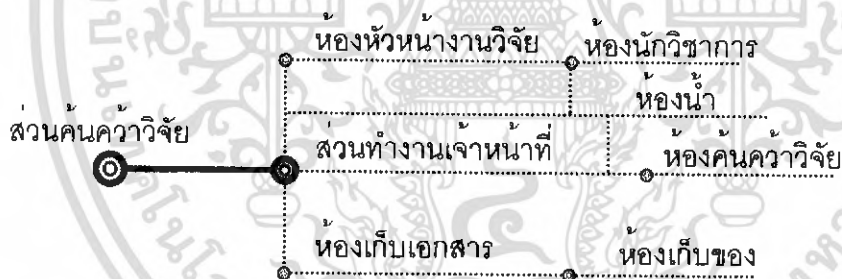 ห้องหัวหน้างานวิจัย
ห้องนักวิชาการ
ห้องน้ำ
ส่วนค้นคว้าวิจัย
ส่วนทำงานเจ้าหน้าที่
ห้องค้นคว้าวิจัย
ห้องเก็บเอกสาร
ห้องเก็บของ